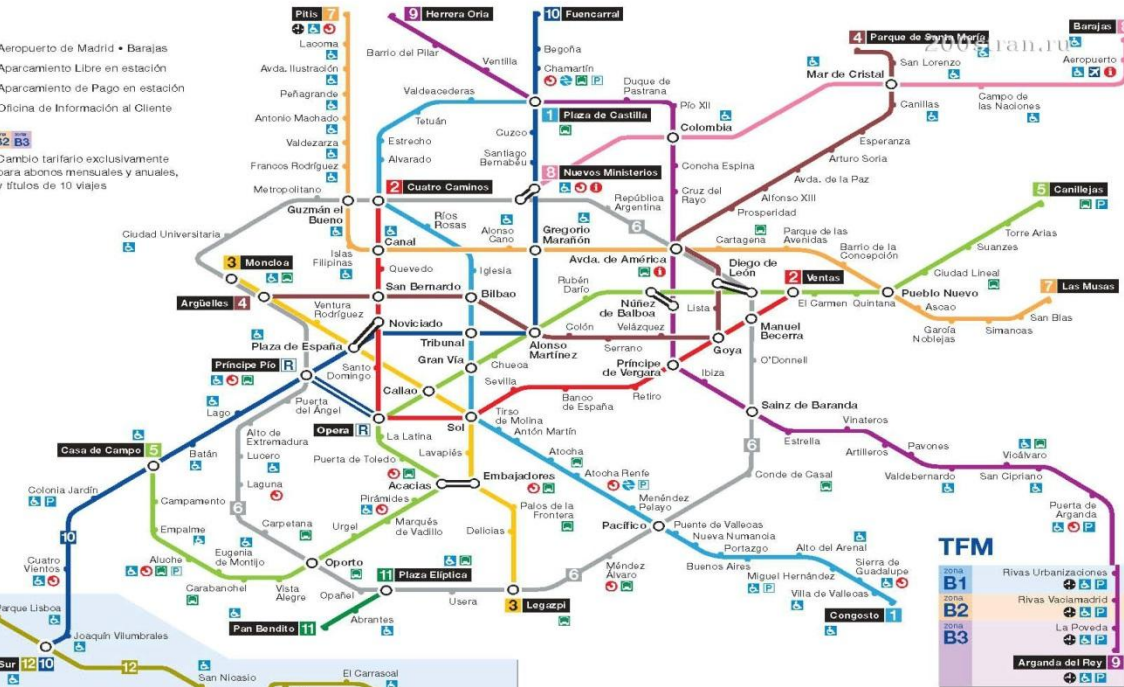 Pitis 7
9 Herrera Oria
10 Fuencarral
Barajas
Aeropuerto de Madrid • Barajas
Aparcamiento Libre en estación
Aparcamiento de Pago en estación
Oficina de Información al Cliente
B2 B3
Cambio tarifario exclusivamente
para abonos mensuales y anuales,
y títulos de 10 viajes
Lacoma
Avda. Ilustración
Peñagrande
Antonio Machado
Valdezarza
Francos Rodríguez
Metropolitano
Guzmán el
Bueno
Ciudad Universitaria
Barrio del Pilar
Ventilla
Valdeacederas
Tetuán
Estrecho
Alvarado
2 Cuatro Caminos
Begoña
Chamartín
1 Plaza de Castilla
Cuzco
Santiago
Bernabéu
8 Nuevos Ministerios
Duque de
Pastrana
Pío XII
Colombia
Concha Espina
Cruz del
Rayo
República
Argentina
6
4 Parque de Santa María
San Lorenzo
Mar de Cristal
Aeropuerto
Campo de
las Naciones
Canillas
Esperanza
Arturo Soria
Avda. de la Paz
Alfonso XIII
Prosperidad
5 Canillejas
Torre Arias
Suanzes
Ciudad Lineal
Cartagena
Parque de las
Avenidas
Barrio de la
Concepción
Canal
Islas
Filipinas
Ríos
Rosas
Alonso
Cano
Gregorio
Marañón
Avda. de América
Diego de
León
2 Ventas
El Carmen
Quintana
Pueblo Nuevo
Ascao
García
Noblejas
Simancas
San Blas
7 Las Musas
3 Moncloa
Argüelles 4
Quevedo
San Bernardo
Iglesia
Bilbao
Rubén
Darío
Núñez
de Balboa
Lista
Manuel
Becerra
Ventura
Rodríguez
Noviciado
Plaza de España
Tribunal
Gran Vía
Chueca
Alonso
Martínez
Colón
Serrano
Velázquez
Goya
O'Donnell
Príncipe
de Vergara
Ibiza
Príncipe Pío R
Santo
Domingo
Callao
Sevilla
Banco
de España
Retiro
Sainz de Baranda
Lago
Puerta
del Ángel
Opera R
Sol
Tirso
de Molina
Antón Martín
Vinateros
Estrella
Artilleros
Pavones
Valdebernardo
San Cipriano
Vicálvaro
Puerta de
Arganda
Casa de Campo 5
Batán
Alto de
Extremadura
Lucero
Laguna
6
La Latina
Puerta de Toledo
Lavapiés
Acacias
Embajadores
Atocha
Atocha Renfe
Menéndez
Pelayo
6
Conde de Casal
Colonia Jardín
Campamento
Empalme
Aluche
Carabanchel
Eugenia
de Montijo
Carpetana
Vista
Alegre
Urgel
Pirámides
Marqués
de Vadillo
Oporto
Opañel
Delicias
Palos de la
Frontera
Pacífico
Puente de Vallecas
Nueva Numancia
Portazgo
Buenos Aires
Alto del Arenal
Miguel Hernández
Sierra de
Guadalupe
Villa de Vallecas
Congosto 1
10
Cuatro
Vientos
11 Plaza Elíptica
Usera
3 Legazpi
6
Méndez
Álvaro
Pan Bendito 11
Abrantes
Parque Lisboa
Joaquín Vilumbrales
Sur 12 10
12
San Nicasio
El Carrascal
TFM
zona
B1
Rivas Urbanizaciones
zona
B2
Rivas Vaciamadrid
zona
B3
La Poveda
Arganda del Rey 9